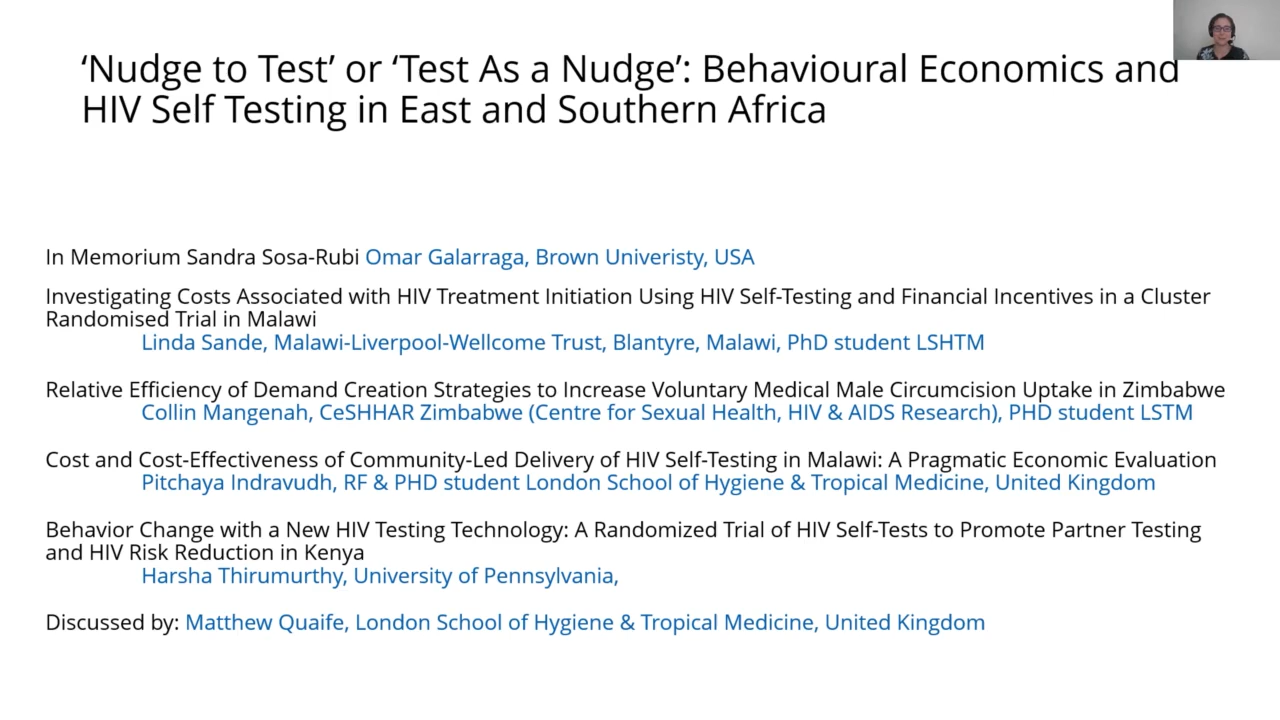 ‘Nudge to Test’ or ‘Test As a Nudge’: Behavioural Economics and
HIV Self Testing in East and Southern Africa
In Memorium Sandra Sosa-Rubi Omar Galarraga, Brown Univeristy, USA
Investigating Costs Associated with HIV Treatment Initiation Using HIV Self-Testing and Financial Incentives in a Cluster
Randomised Trial in Malawi
Linda Sande, Malawi-Liverpool-Wellcome Trust, Blantyre, Malawi, PhD student LSHTM
Relative Efficiency of Demand Creation Strategies to Increase Voluntary Medical Male Circumcision Uptake in Zimbabwe
Collin Mangenah, CeSHHAR Zimbabwe (Centre for Sexual Health, HIV & AIDS Research), PHD student LSTM
Cost and Cost-Effectiveness of Community-Led Delivery of HIV Self-Testing in Malawi: A Pragmatic Economic Evaluation
Pitchaya Indravudh, RF & PHD student London School of Hygiene & Tropical Medicine, United Kingdom
Behavior Change with a New HIV Testing Technology: A Randomized Trial of HIV Self-Tests to Promote Partner Testing
and HIV Risk Reduction in Kenya
Harsha Thirumurthy, University of Pennsylvania,
Discussed by: Matthew Quaife, London School of Hygiene & Tropical Medicine, United Kingdom